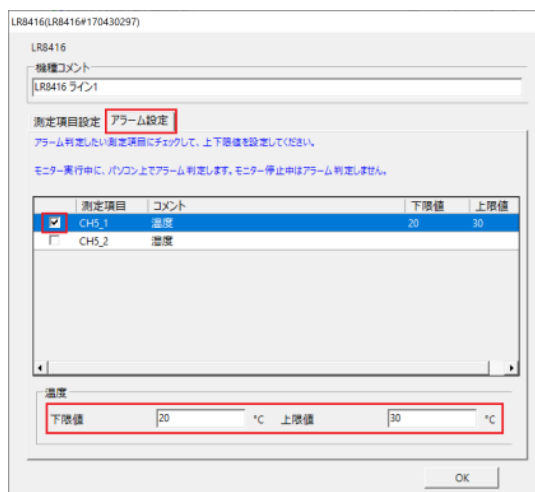 LR8416(LR8416#170430297)
LR8416
機種コメント
LR8416 ライン1
測定項目設定 アラーム設定
アラーム判定したい測定項目にチェックして、上下限値を設定してください。
モニター実行中に、パソコン上でアラーム判定します。モニター停止中はアラーム判定しません。
測定項目 コメント 下限値 上限値
CH5_1 温度 20 30
CH5_2 温度
温度
下限値 20 °C 上限値 30 °C
OK